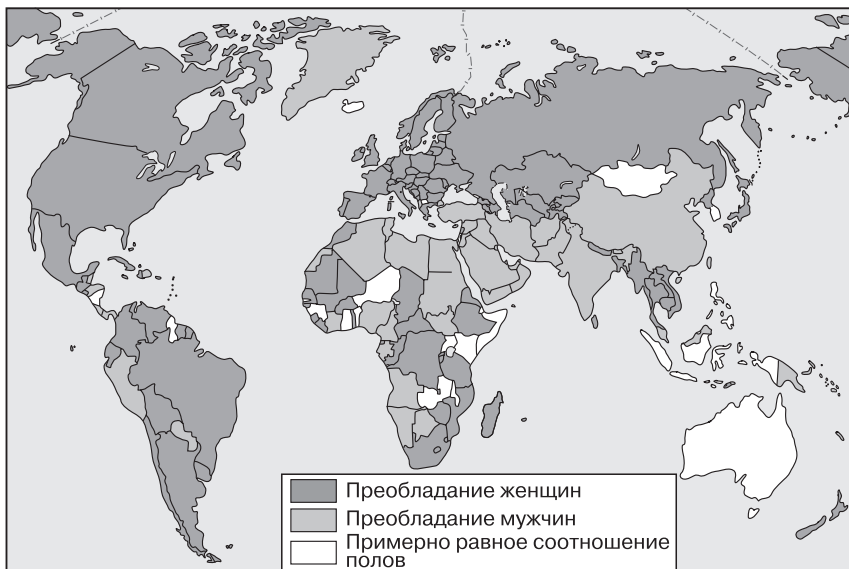 Преобладание женщин
Преобладание мужчин
Примерно равное соотношение
полов